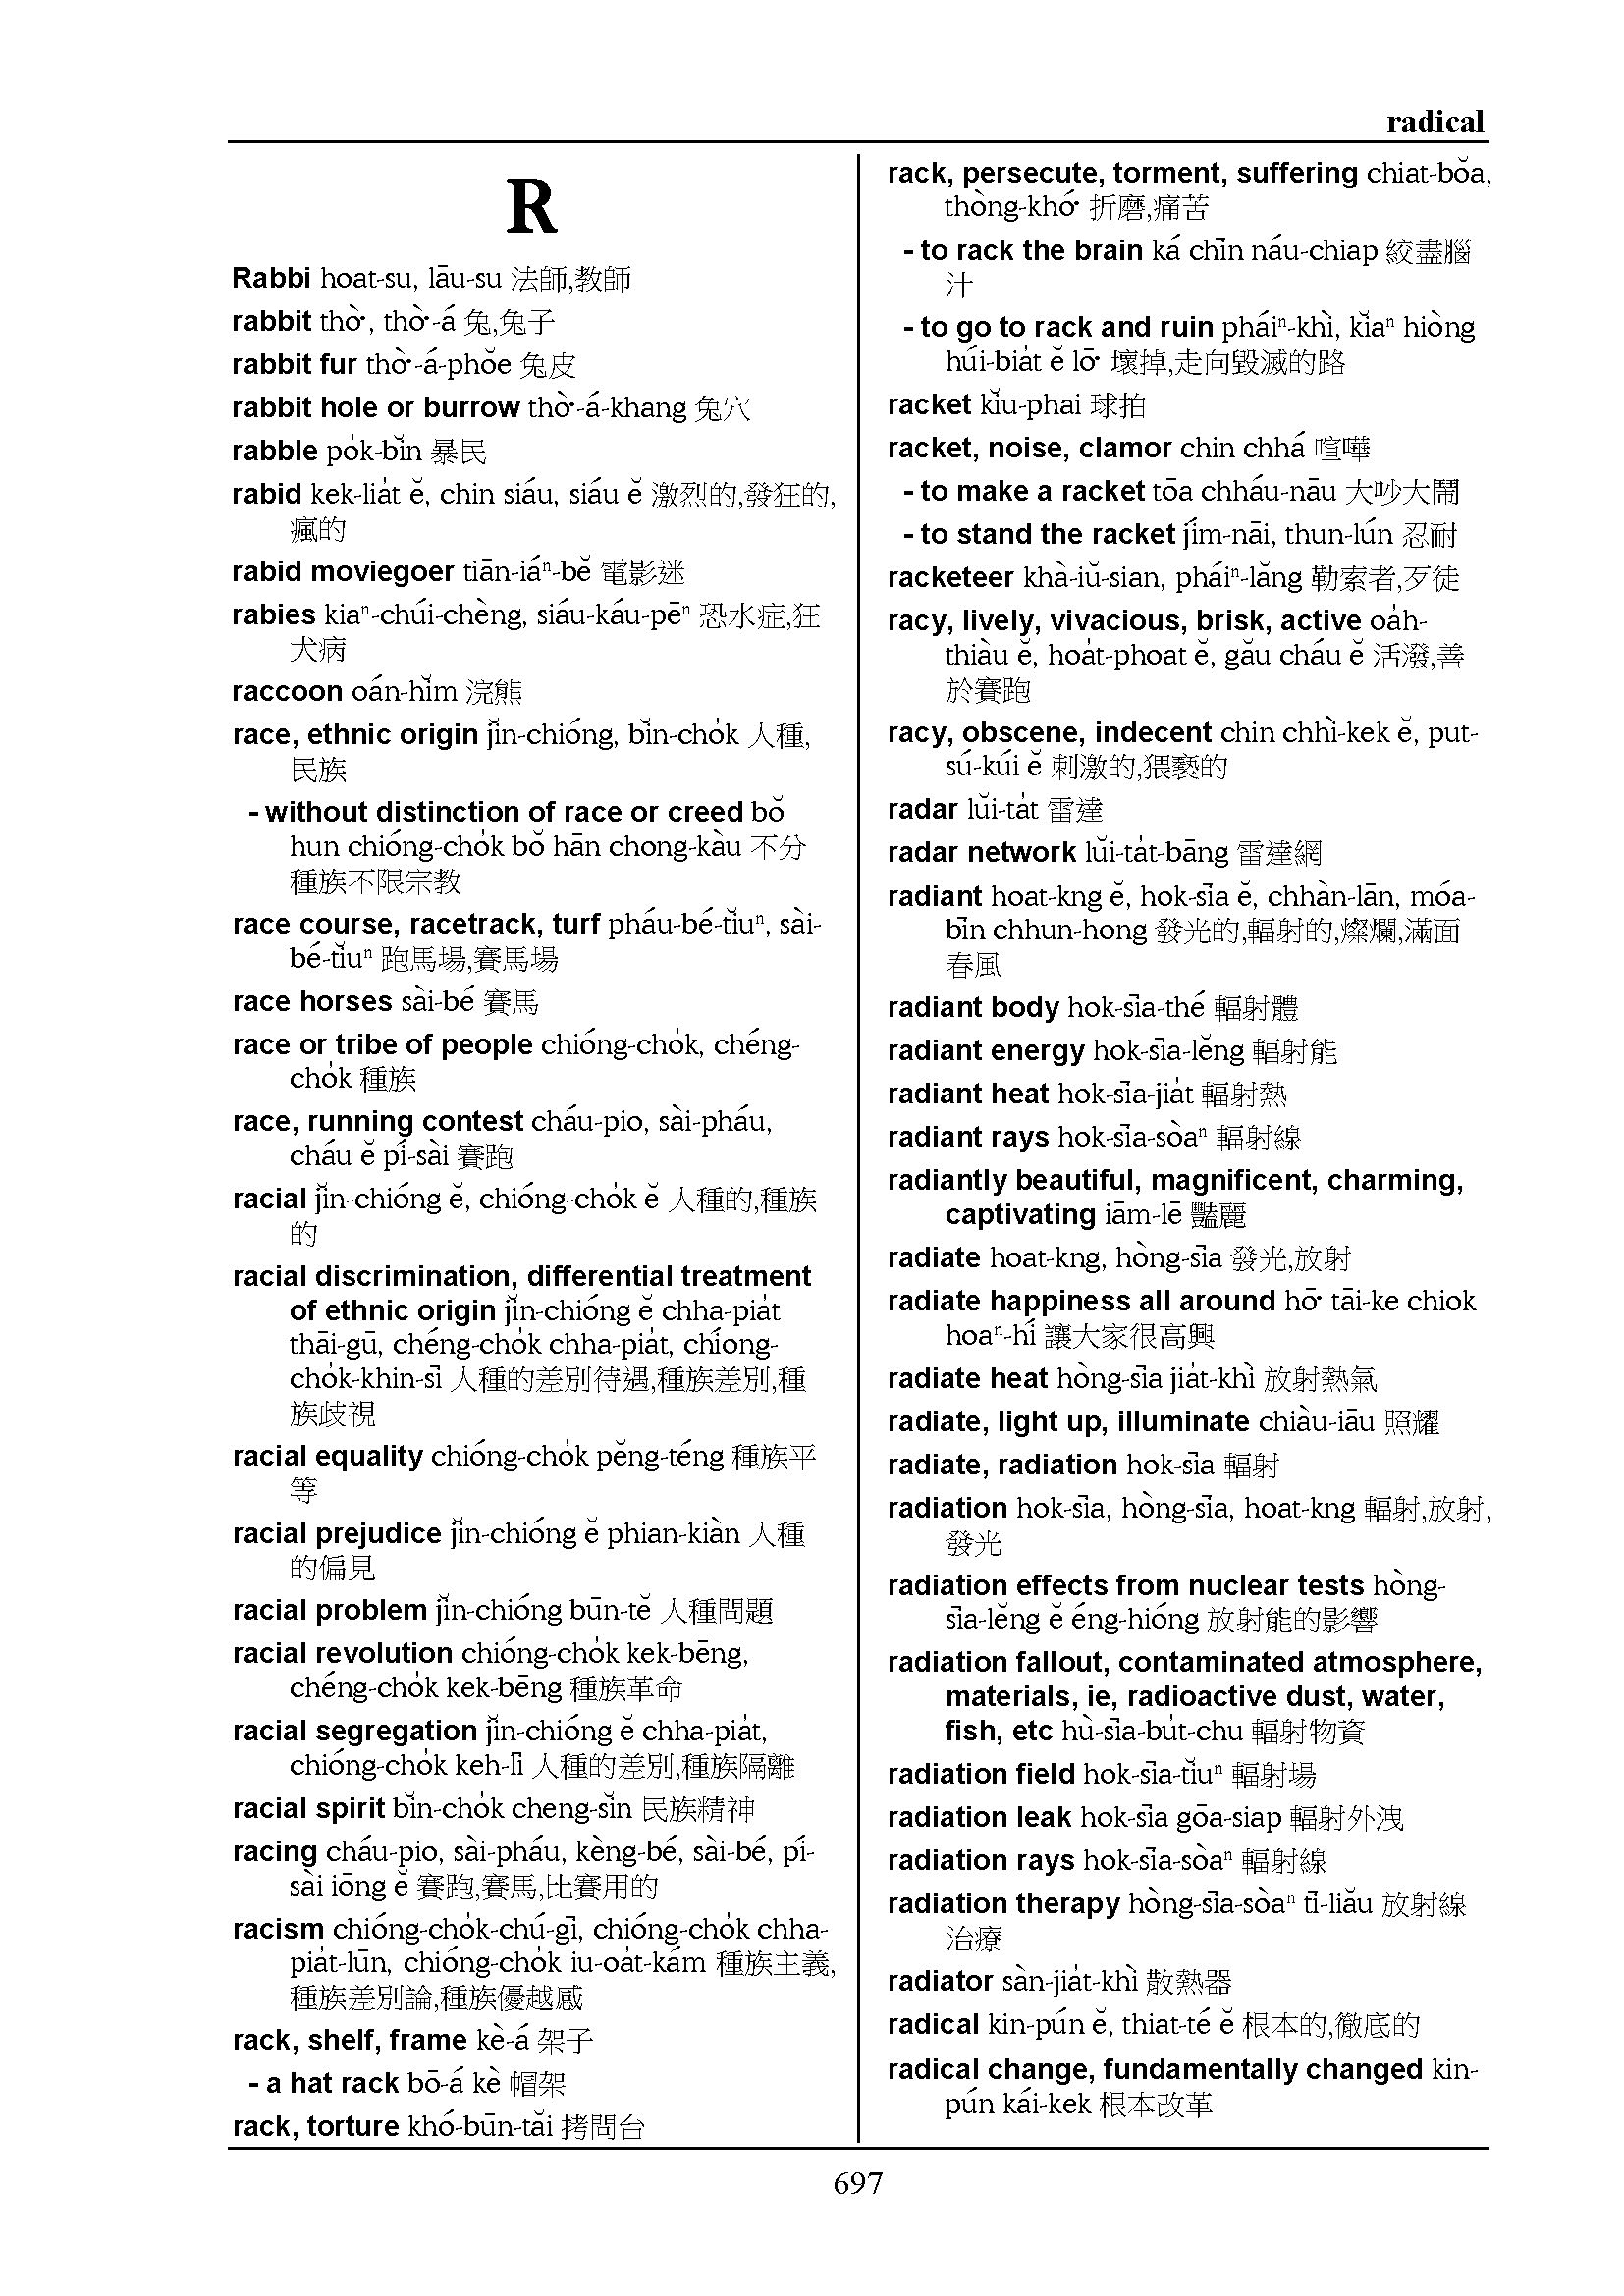 radical
R
Rabbi hoat-su, lāu-su 法師,教師
rabbit thò͘, thò͘-á 兔,兔子
rabbit fur thò͘-á-phŏe 兔皮
rabbit hole or burrow thò͘-á-khang 兔穴
rabble po̍k-bĭn 暴民
rabid kek-lia̍t ĕ, chin siáu, siáu ĕ 激烈的,發狂的,
瘋的
rabid moviegoer tiān-iáⁿ-bĕ 電影迷
rabies kiaⁿ-chúi-chèng, siáu-káu-pēⁿ 恐水症,狂
犬病
raccoon oán-hĭm 浣熊
race, ethnic origin jĭn-chióng, bĭn-cho̍k 人種,
民族
- without distinction of race or creed bŏ
hun chióng-cho̍k bŏ hān chong-kàu 不分
種族不限宗教
race course, racetrack, turf pháu-bé-tĭuⁿ, sài-
bé-tĭuⁿ 跑馬場,賽馬場
race horses sài-bé 賽馬
race or tribe of people chióng-cho̍k, chéng-
cho̍k 種族
race, running contest cháu-pio, sài-pháu,
cháu ĕ pí-sài 賽跑
racial jĭn-chióng ĕ, chióng-cho̍k ĕ 人種的,種族
的
racial discrimination, differential treatment
of ethnic origin jĭn-chióng ĕ chha-pia̍t
thāi-gū, chéng-cho̍k chha-pia̍t, chíong-
cho̍k-khin-sī 人種的差別待遇,種族差別,種
族歧視
racial equality chióng-cho̍k pĕng-téng 種族平
等
racial prejudice jĭn-chióng ĕ phian-kiàn 人種
的偏見
racial problem jĭn-chióng būn-tĕ 人種問題
racial revolution chióng-cho̍k kek-bēng,
chéng-cho̍k kek-bēng 種族革命
racial segregation jĭn-chióng ĕ chha-pia̍t,
chióng-cho̍k keh-lī 人種的差別,種族隔離
racial spirit bĭn-cho̍k cheng-sĭn 民族精神
racing cháu-pio, sài-pháu, kèng-bé, sài-bé, pí-
sài iōng ĕ 賽跑,賽馬,比賽用的
racism chióng-cho̍k-chú-gī, chióng-cho̍k chha-
pia̍t-lūn, chióng-cho̍k iu-oa̍t-kám 種族主義,
種族差別論,種族優越感
rack, shelf, frame kè-á 架子
- a hat rack bō-á kè 帽架
rack, torture khó-būn-tăi 拷問台
rack, persecute, torment, suffering chiat-bŏa,
thòng-khó͘ 折磨,痛苦
- to rack the brain ká chīn náu-chiap 絞盡腦
汁
- to go to rack and ruin pháiⁿ-khì, kĭaⁿ hiòng
húi-bia̍t ĕ lō͘ 壞掉,走向毀滅的路
racket kĭu-phai 球拍
racket, noise, clamor chin chhá 喧嘩
- to make a racket tōa chháu-nāu 大吵大鬧
- to stand the racket jím-nāi, thun-lún 忍耐
racketeer khà-iŭ-sian, pháiⁿ-lăng 勒索者,歹徒
racy, lively, vivacious, brisk, active oa̍h-
thiàu ĕ, hoa̍t-phoat ĕ, gău cháu ĕ 活潑,善
於賽跑
racy, obscene, indecent chin chhì-kek ĕ, put-
sú-kúi ĕ 刺激的,猥褻的
radar lŭi-ta̍t 雷達
radar network lŭi-ta̍t-bāng 雷達網
radiant hoat-kng ĕ, hok-sīa ĕ, chhàn-lān, móa-
bīn chhun-hong 發光的,輻射的,燦爛,滿面
春風
radiant body hok-sīa-thé 輻射體
radiant energy hok-sīa-lĕng 輻射能
radiant heat hok-sīa-jia̍t 輻射熱
radiant rays hok-sīa-sòaⁿ 輻射線
radiantly beautiful, magnificent, charming,
captivating iām-lē 豔麗
radiate hoat-kng, hòng-sīa 發光,放射
radiate happiness all around hō͘ tāi-ke chiok
hoaⁿ-hí 讓大家很高興
radiate heat hòng-sīa jia̍t-khì 放射熱氣
radiate, light up, illuminate chiàu-iāu 照耀
radiate, radiation hok-sīa 輻射
radiation hok-sīa, hòng-sīa, hoat-kng 輻射,放射,
發光
radiation effects from nuclear tests hòng-
sīa-lĕng ĕ éng-hióng 放射能的影響
radiation fallout, contaminated atmosphere,
materials, ie, radioactive dust, water,
fish, etc hù-sīa-bu̍t-chu 輻射物資
radiation field hok-sīa-tĭuⁿ 輻射場
radiation leak hok-sīa gōa-siap 輻射外洩
radiation rays hok-sīa-sòaⁿ 輻射線
radiation therapy hòng-sīa-sòaⁿ tī-liău 放射線
治療
radiator sàn-jia̍t-khì 散熱器
radical kin-pún ĕ, thiat-té ĕ 根本的,徹底的
radical change, fundamentally changed kin-
pún kái-kek 根本改革
697